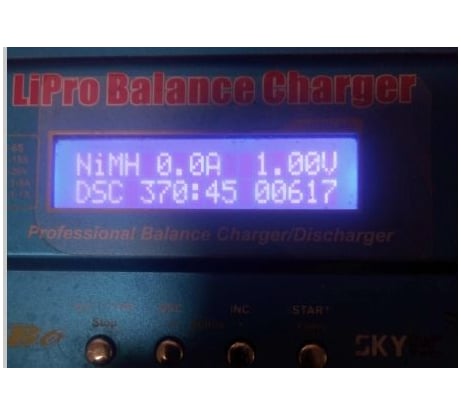 LiPro Balance Charger
NiMH 0.0A 1.00V
DSC 370:45 00617
Professional Balance Charger/Discharger
DSC INC START
Stop
SKY